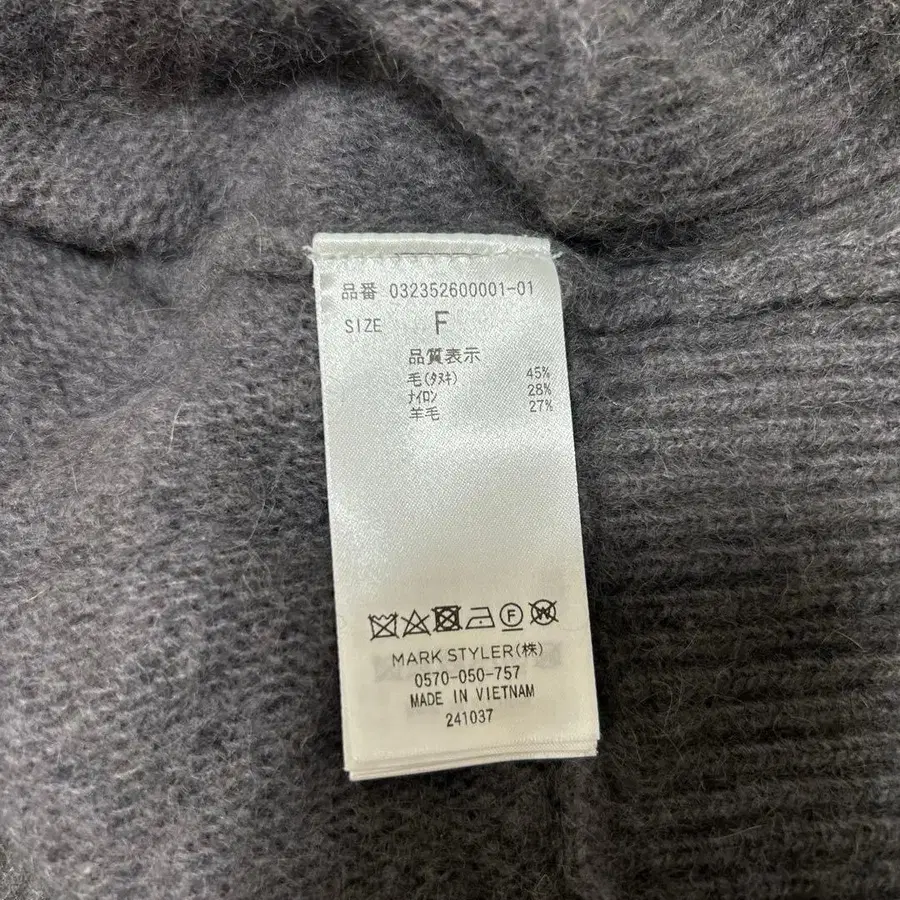 品番 032352600001-01
SIZE F
品質表示
毛(タヌキ) 45%
ナイロン 28%
羊毛 27%
F W
MARK STYLER(株)
0570-050-757
MADE IN VIETNAM
241037